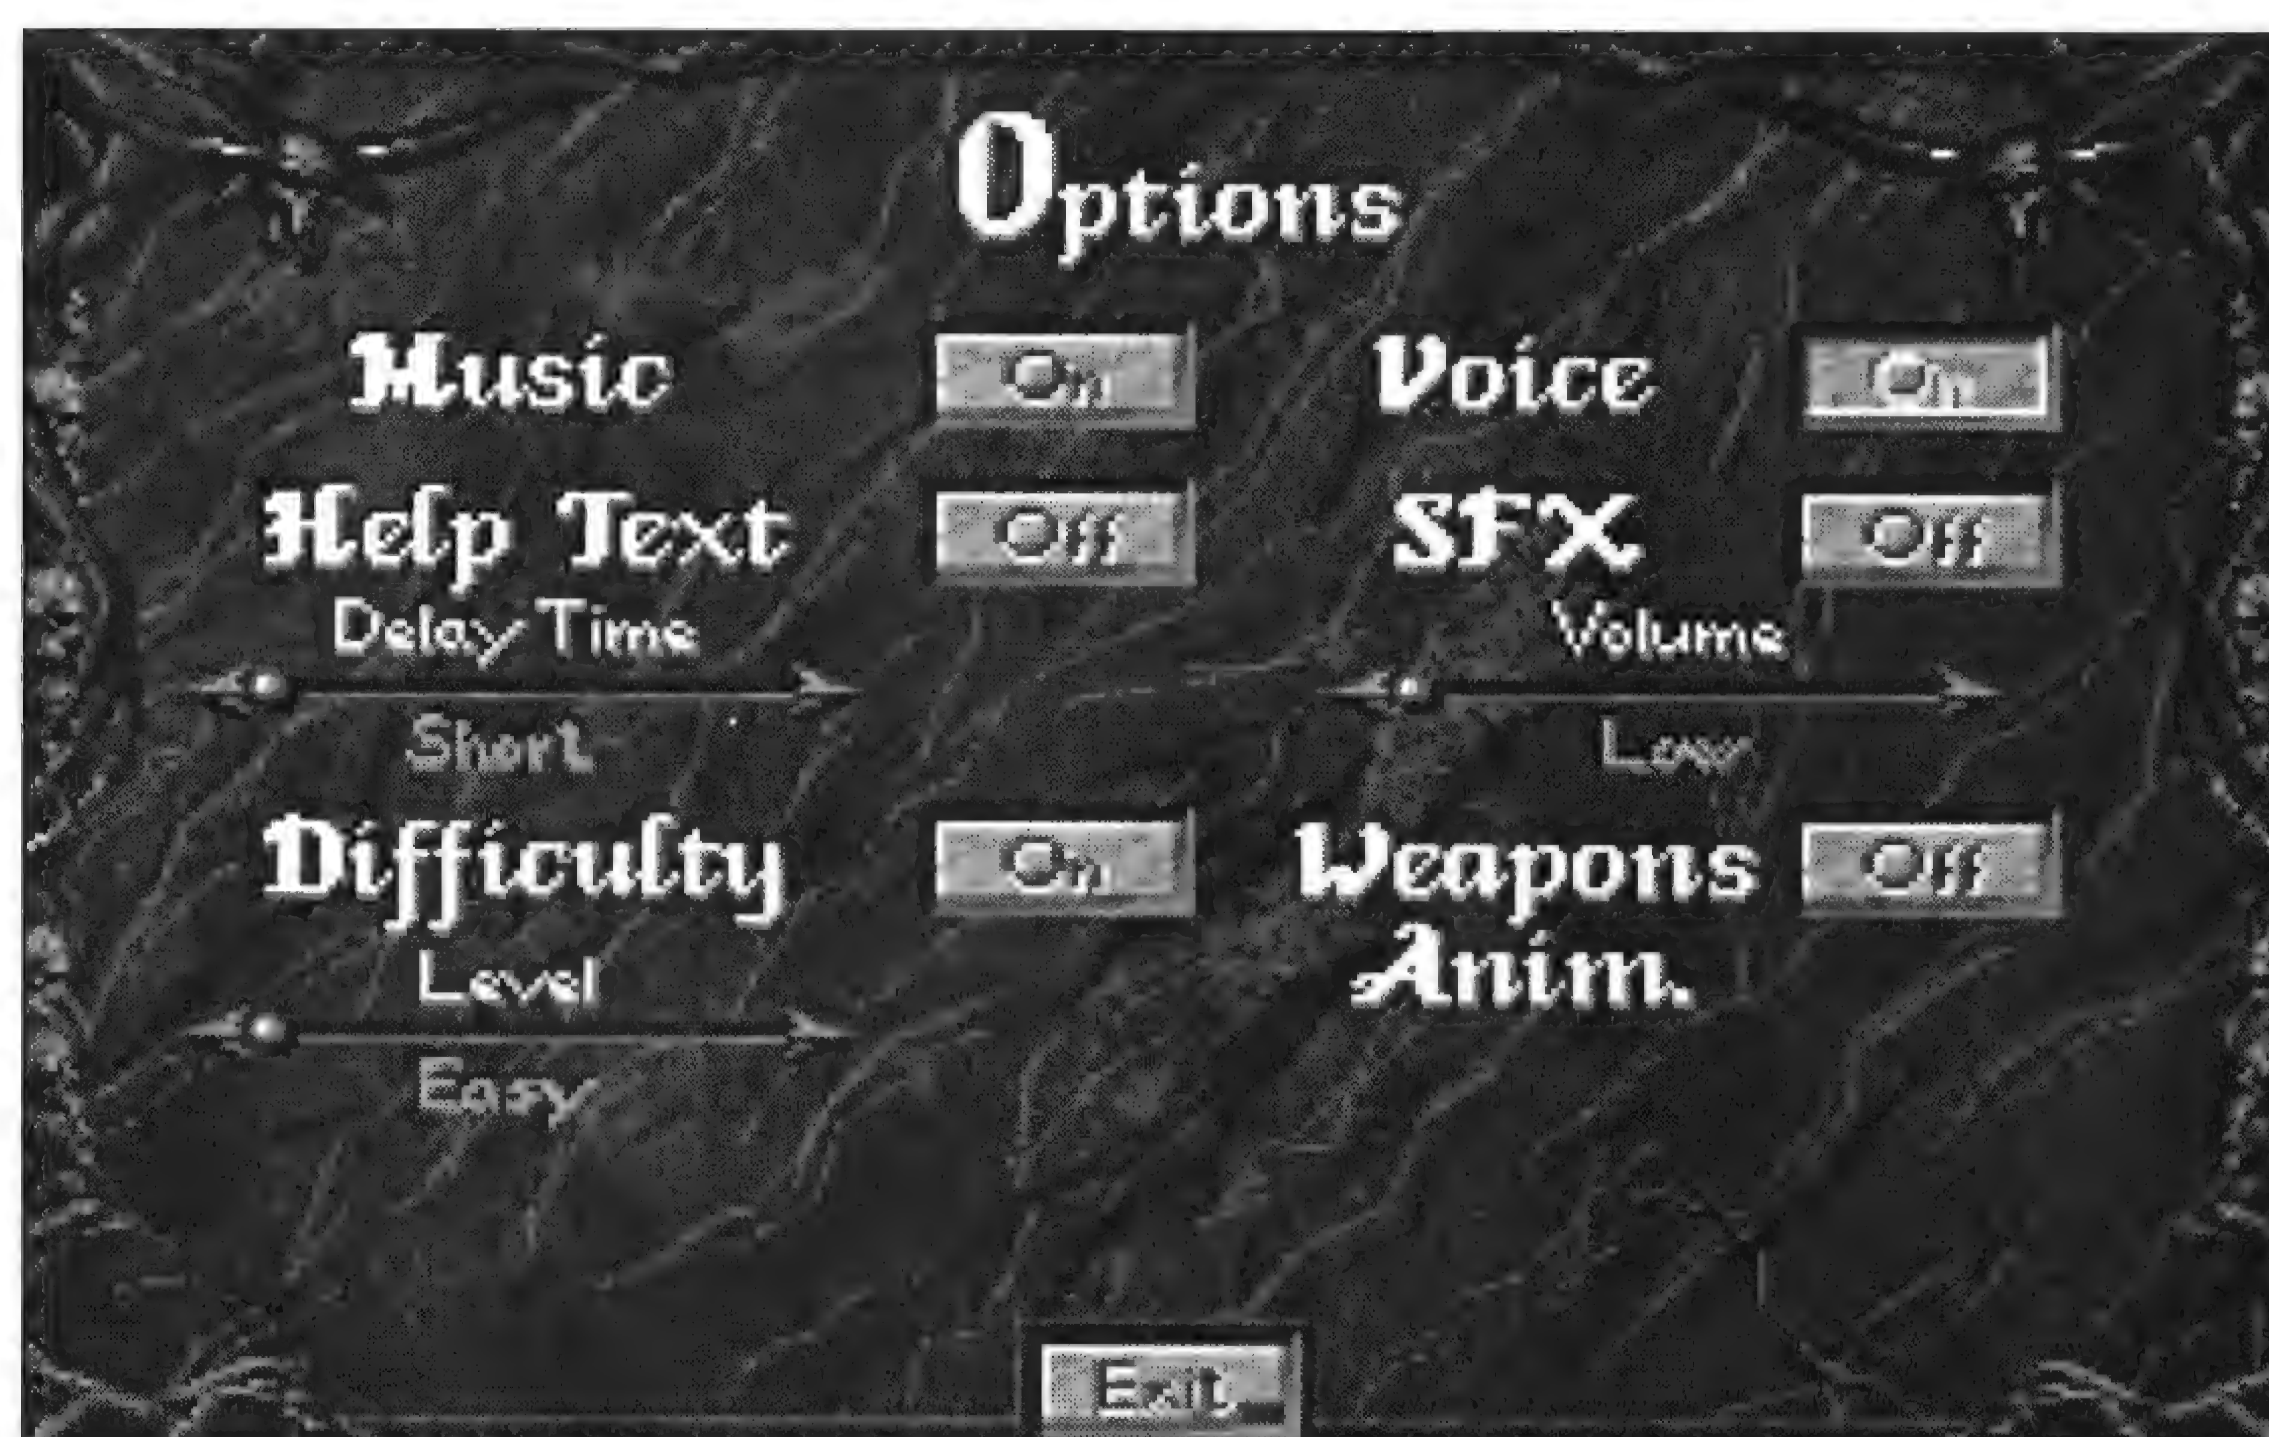 Options
Music On Voice On
Help Text Off SFX Off
Delay Time Volume
Short Low
Difficulty On Weapons Off
Anim.
Level
Easy
Exit